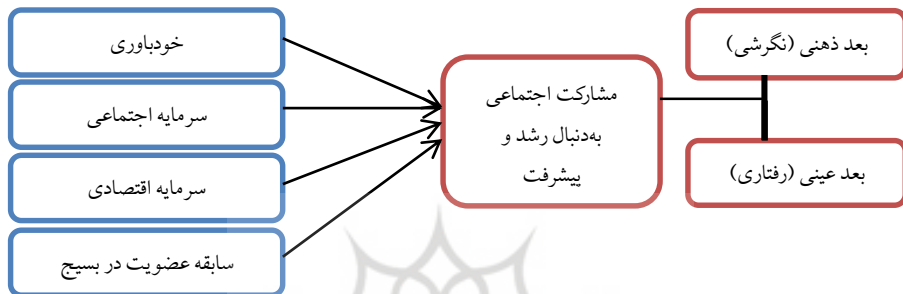 خودباوری
سرمایه اجتماعی
سرمایه اقتصادی
سابقه عضویت در بسیج
مشارکت اجتماعی
به‌دنبال رشد و
پیشرفت
بعد ذهنی (نگرشی)
بعد عینی (رفتاری)